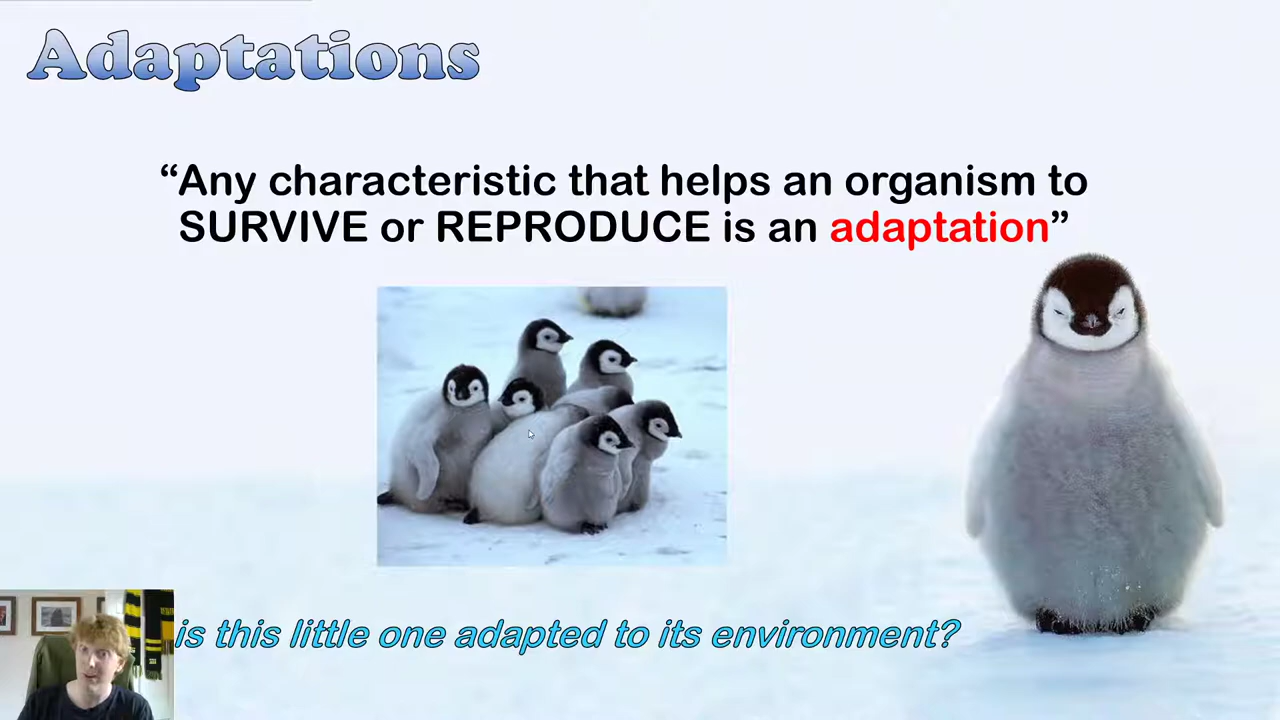 Adaptations
“Any characteristic that helps an organism to
SURVIVE or REPRODUCE is an adaptation”
is this little one adapted to its environment?